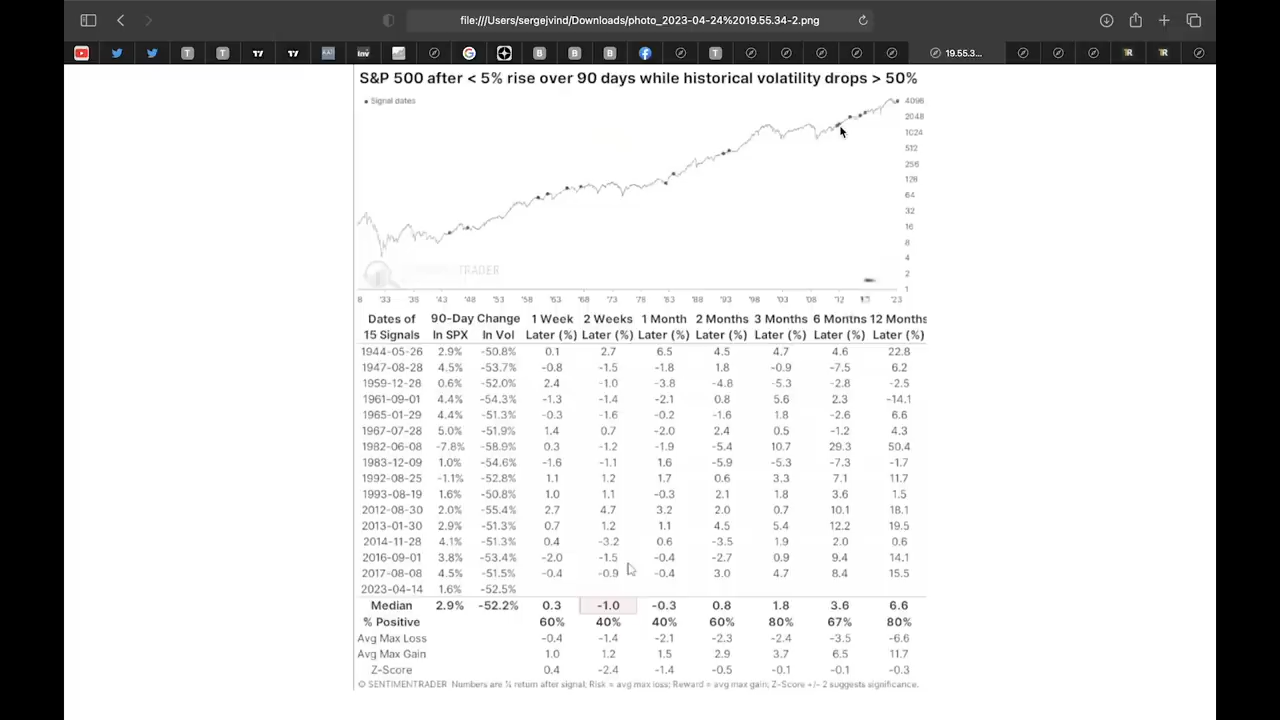 file:///Users/sergejvind/Downloads/photo_2023-04-24%2019.55.34-2.png
T T Inv B B B T 19.55.3... R R
S&P 500 after < 5% rise over 90 days while historical volatility drops > 50%
Signal dates
4096
2048
1024
512
256
128
64
32
16
8
4
2
1
TRADER
8 '33 '38 '43 '48 '53 '58 '63 '68 '73 '78 '83 '88 '93 '98 '03 '08 '12 '23
Dates of 90-Day Change 1 Week 2 Weeks 1 Month 2 Months 3 Months 6 Months 12 Months
15 Signals In SPX In Vol Later (%) Later (%) Later (%) Later (%) Later (%) Later (%) Later (%)
1944-05-26 2.9% -50.8% 0.1 2.7 6.5 4.5 4.7 4.6 22.8
1947-08-28 4.5% -53.7% -0.8 -1.5 -1.8 1.8 -0.9 -7.5 6.2
1959-12-28 0.6% -52.0% 2.4 -1.0 -3.8 -4.8 -5.3 -2.8 -2.5
1961-09-01 4.4% -54.3% -1.3 -1.4 -2.1 0.8 5.6 2.3 -14.1
1965-01-29 4.4% -51.3% -0.3 -1.6 -0.2 -1.6 1.8 -2.6 6.6
1967-07-28 5.0% -51.9% 1.4 0.7 -2.0 2.4 0.5 -1.2 4.3
1982-06-08 -7.8% -58.9% 0.3 -1.2 -1.9 -5.4 10.7 29.3 50.4
1983-12-09 1.0% -54.6% -1.6 -1.1 1.6 -5.9 -5.3 -7.3 -1.7
1992-08-25 -1.1% -52.8% 1.1 1.2 1.7 0.6 3.3 7.1 11.7
1993-08-19 1.6% -50.8% 1.0 1.1 -0.3 2.1 1.8 3.6 1.5
2012-08-30 2.0% -55.4% 2.7 4.7 3.2 2.0 0.7 10.1 18.1
2013-01-30 2.9% -51.3% 0.7 1.2 1.1 4.5 5.4 12.2 19.5
2014-11-28 4.1% -51.3% 0.4 -3.2 0.6 -3.5 1.9 2.0 0.6
2016-09-01 3.8% -53.4% -2.0 -1.5 -0.4 -2.7 0.9 9.4 14.1
2017-08-08 4.5% -51.5% -0.4 -0.9 -0.4 3.0 4.7 8.4 15.5
2023-04-14 1.6% -52.5%
Median 2.9% -52.2% 0.3 -1.0 -0.3 0.8 1.8 3.6 6.6
% Positive 60% 40% 40% 60% 80% 67% 80%
Avg Max Loss -0.4 -1.4 -2.1 -2.3 -2.4 -3.5 -6.6
Avg Max Gain 1.0 1.2 1.5 2.9 3.7 6.5 11.7
Z-Score 0.4 -2.4 -1.4 -0.5 -0.1 -0.1 -0.3
© SENTIMENTRADER Numbers are % return after signal; Risk = avg max loss; Reward = avg max gain; Z-Score +/- 2 suggests significance.